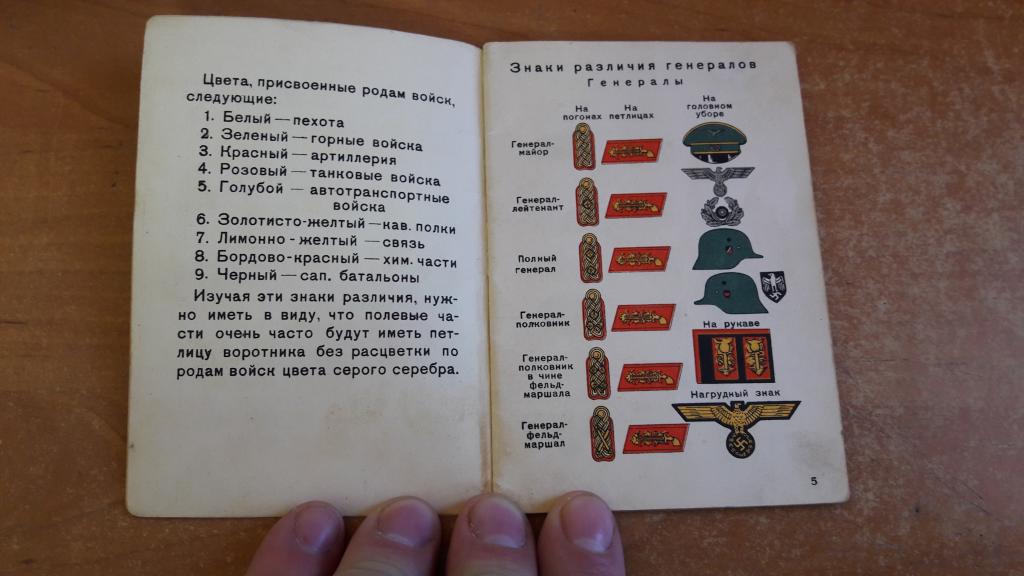 Цвета, присвоенные родам войск,
следующие:
1. Белый — пехота
2. Зеленый — горные войска
3. Красный — артиллерия
4. Розовый — танковые войска
5. Голубой — автотранспортные
войска
6. Золотисто-желтый — кав. полки
7. Лимонно-желтый — связь
8. Бордово-красный — хим. части
9. Черный — сап. батальоны
Изучая эти знаки различия, нуж-
но иметь в виду, что полевые ча-
сти очень часто будут иметь пет-
лицу воротника без расцветки по
родам войск цвета серого серебра.
Знаки различия генералов
Генералы
На
погонах
На
петлицах
На
головном
уборе
Генерал-
майор
Генерал-
лейтенант
Полный
генерал
Генерал-
полковник
На рукаве
Генерал-
полковник
в чине
фельд-
маршала
Нагрудный знак
Генерал-
фельд-
маршал
5